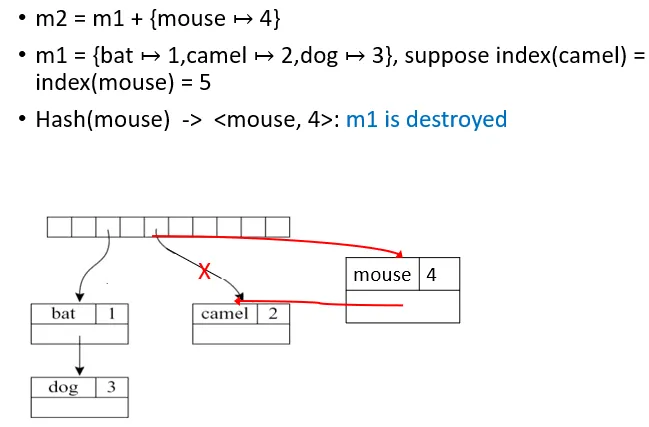 • m2 = m1 + {mouse ↦ 4}
• m1 = {bat ↦ 1,camel ↦ 2,dog ↦ 3}, suppose index(camel) =
index(mouse) = 5
• Hash(mouse) -> <mouse, 4>: m1 is destroyed
X
mouse 4
bat 1
camel 2
dog 3